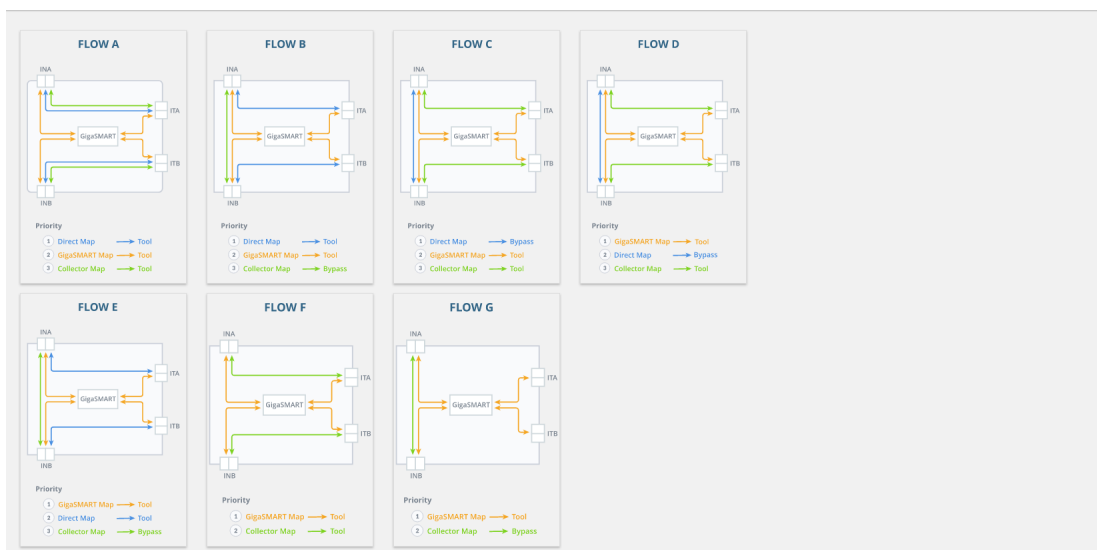 FLOW A
INA
ITA
GigaSMART
ITB
INB
Priority
1 Direct Map Tool
2 GigaSMART Map Tool
3 Collector Map Tool
FLOW B
INA
ITA
GigaSMART
ITB
INB
Priority
1 Direct Map Tool
2 GigaSMART Map Tool
3 Collector Map Bypass
FLOW C
INA
ITA
GigaSMART
ITB
INB
Priority
1 Direct Map Bypass
2 GigaSMART Map Tool
3 Collector Map Tool
FLOW D
INA
ITA
GigaSMART
ITB
INB
Priority
1 GigaSMART Map Tool
2 Direct Map Bypass
3 Collector Map Tool
FLOW E
INA
ITA
GigaSMART
ITB
INB
Priority
1 GigaSMART Map Tool
2 Direct Map Tool
3 Collector Map Bypass
FLOW F
INA
ITA
GigaSMART
ITB
INB
Priority
1 GigaSMART Map Tool
2 Collector Map Tool
FLOW G
INA
ITA
GigaSMART
ITB
INB
Priority
1 GigaSMART Map Tool
2 Collector Map Bypass